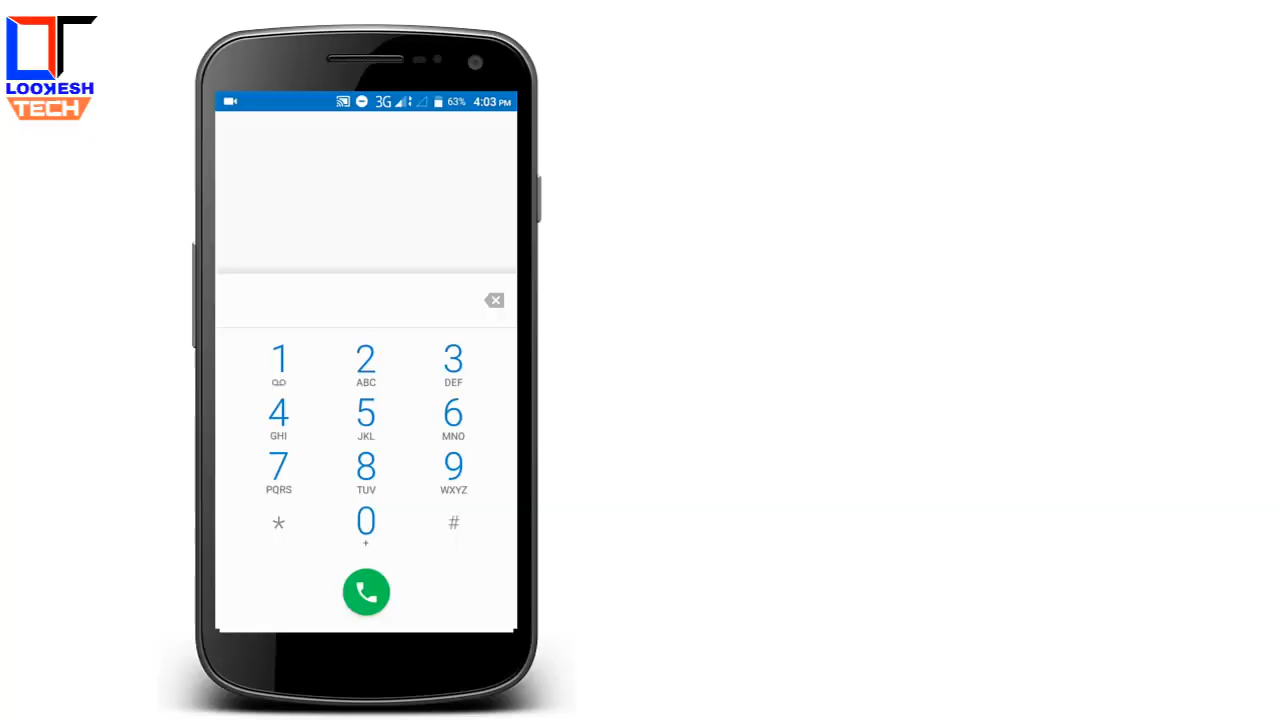 LOOKESH
TECH
3G 63% 4:03 PM
1 2 3
ABC DEF
4 5 6
GHI JKL MNO
7 8 9
PQRS TUV WXYZ
* 0 #
+